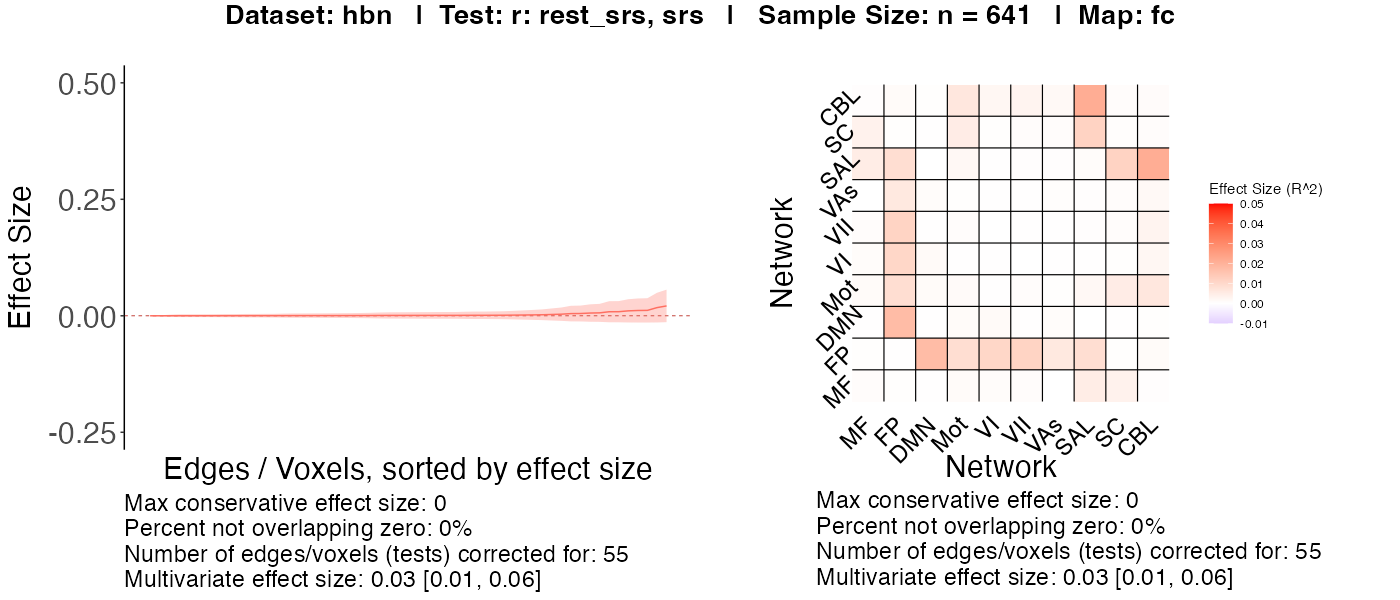 Dataset: hbn | Test: r: rest_srs, srs | Sample Size: n = 641 | Map: fc
Effect Size
0.50
0.25
0.00
-0.25
Edges / Voxels, sorted by effect size
Max conservative effect size: 0
Percent not overlapping zero: 0%
Number of edges/voxels (tests) corrected for: 55
Multivariate effect size: 0.03 [0.01, 0.06]
Network
CBL
SC
SAL
VAs
VII
VI
Mot
DMN
FP
MF
MF FP DMN Mot VI VII VAs SAL SC CBL
Network
Effect Size (R^2)
0.05
0.04
0.03
0.02
0.01
0.00
-0.01
Max conservative effect size: 0
Percent not overlapping zero: 0%
Number of edges/voxels (tests) corrected for: 55
Multivariate effect size: 0.03 [0.01, 0.06]